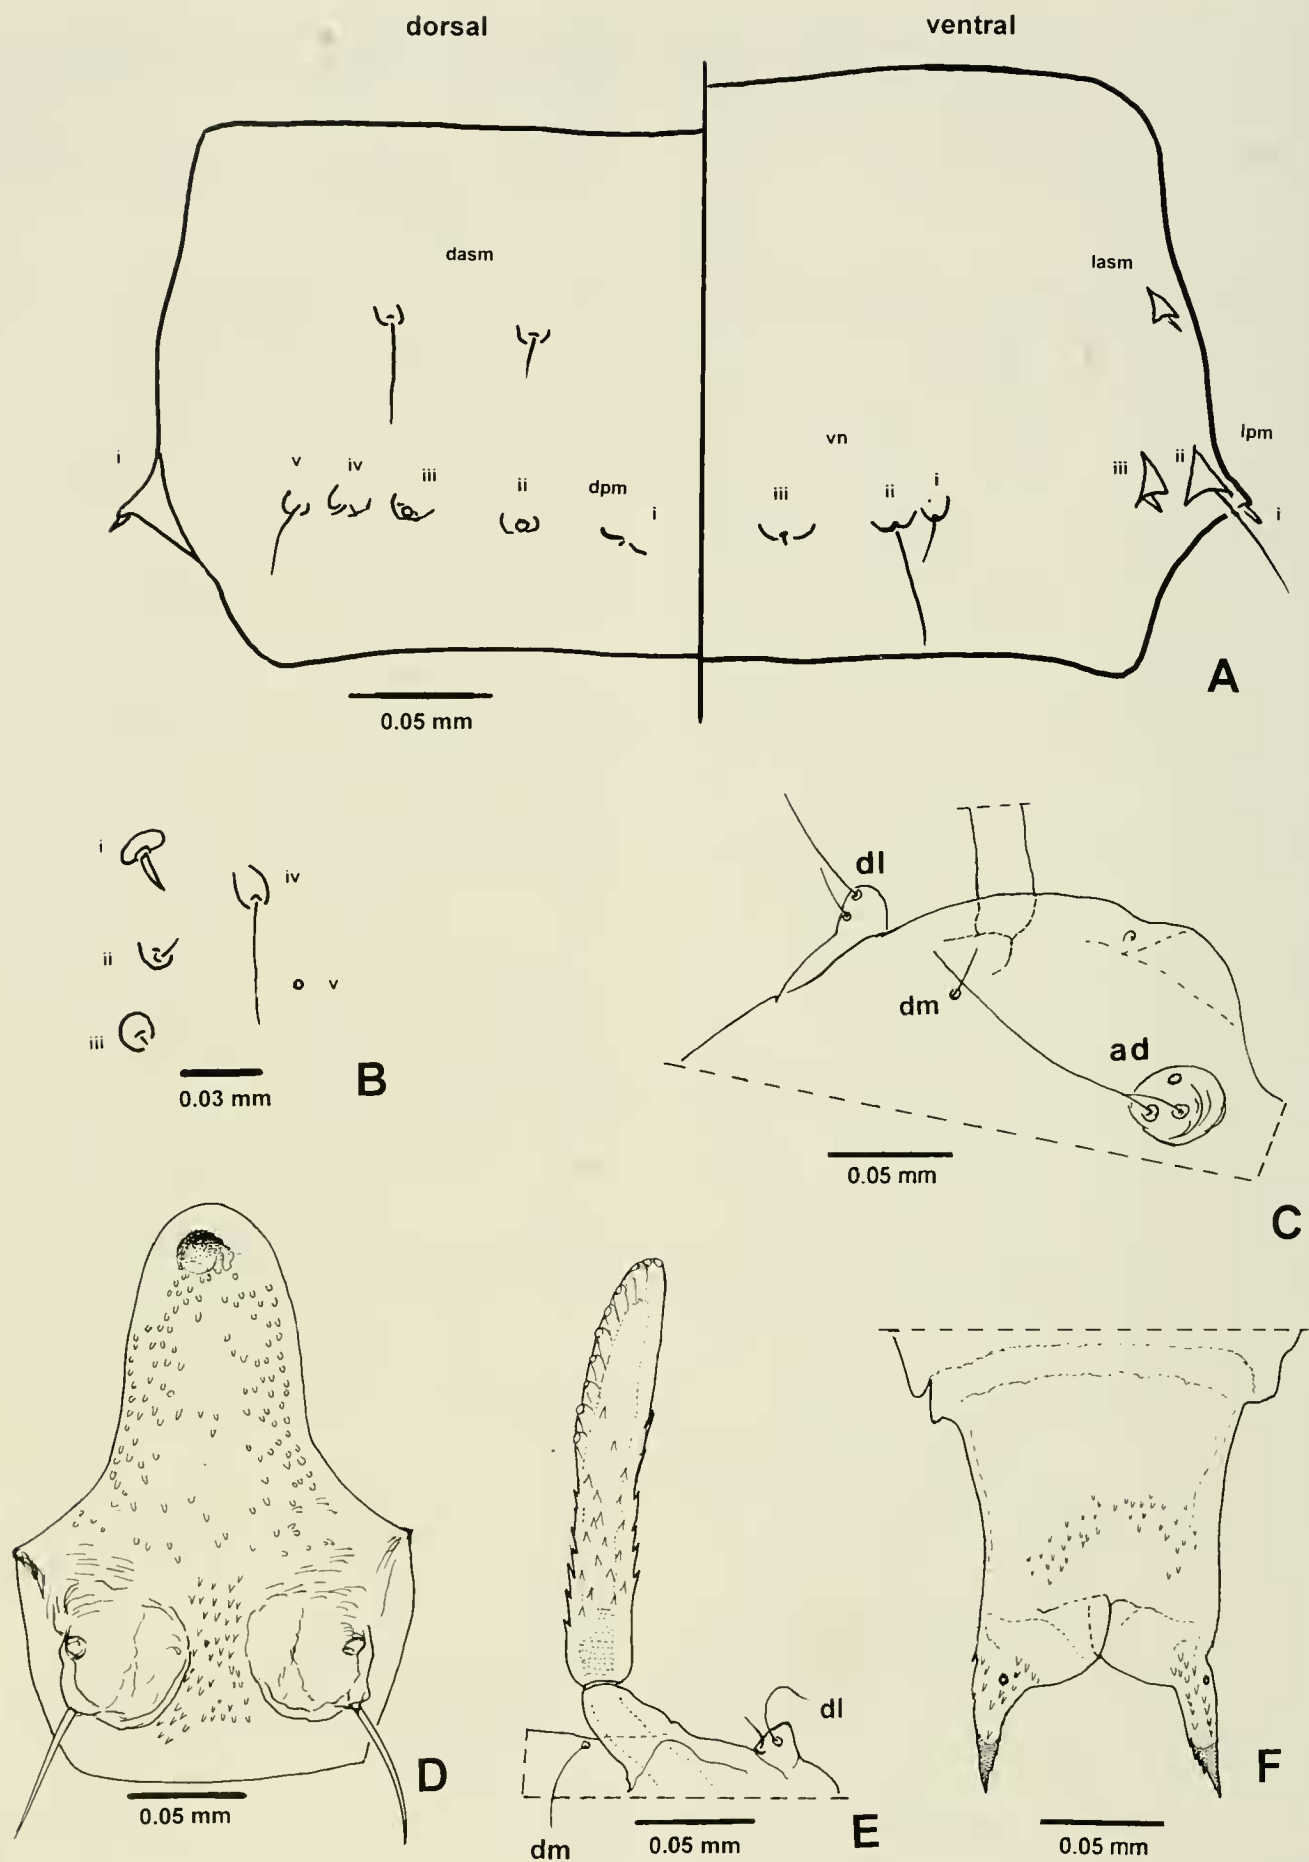 dorsal ventral
dasm
lasm
i v iv iii ii dpm i
vn
iii ii i
iii ii lpm i
A
0.05 mm
i
iv
ii
v
iii
B
0.03 mm
dl
dm
ad
0.05 mm
C
D
0.05 mm
dl
dm
E
0.05 mm
F
0.05 mm